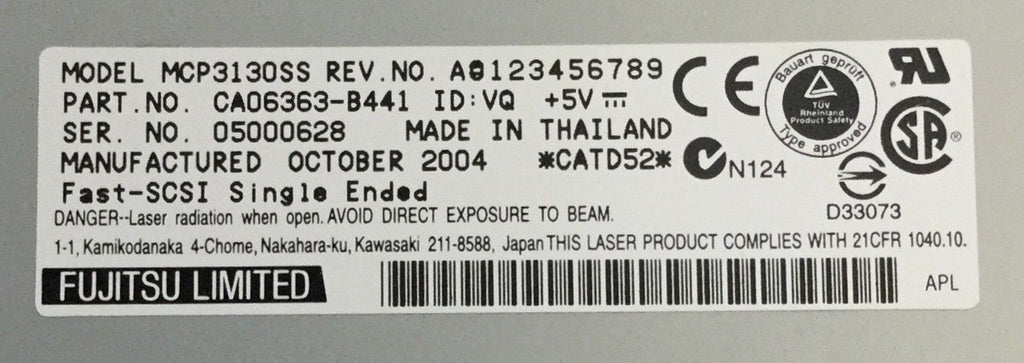 MODEL MCP3130SS REV.NO. A0123456789
PART.NO. CA06363-B441 ID:VQ +5V
SER. NO. 05000628 MADE IN THAILAND
MANUFACTURED OCTOBER 2004 *CATD52*
Fast-SCSI Single Ended
DANGER--Laser radiation when open. AVOID DIRECT EXPOSURE TO BEAM.
1-1, Kamikodanaka 4-Chome, Nakahara-ku, Kawasaki 211-8588, Japan THIS LASER PRODUCT COMPLIES WITH 21CFR 1040.10.
FUJITSU LIMITED
APL
CE
Bauart geprüft
TÜV
Rheinland
Product Safety
Type approved
N124
RU
SA®
D33073